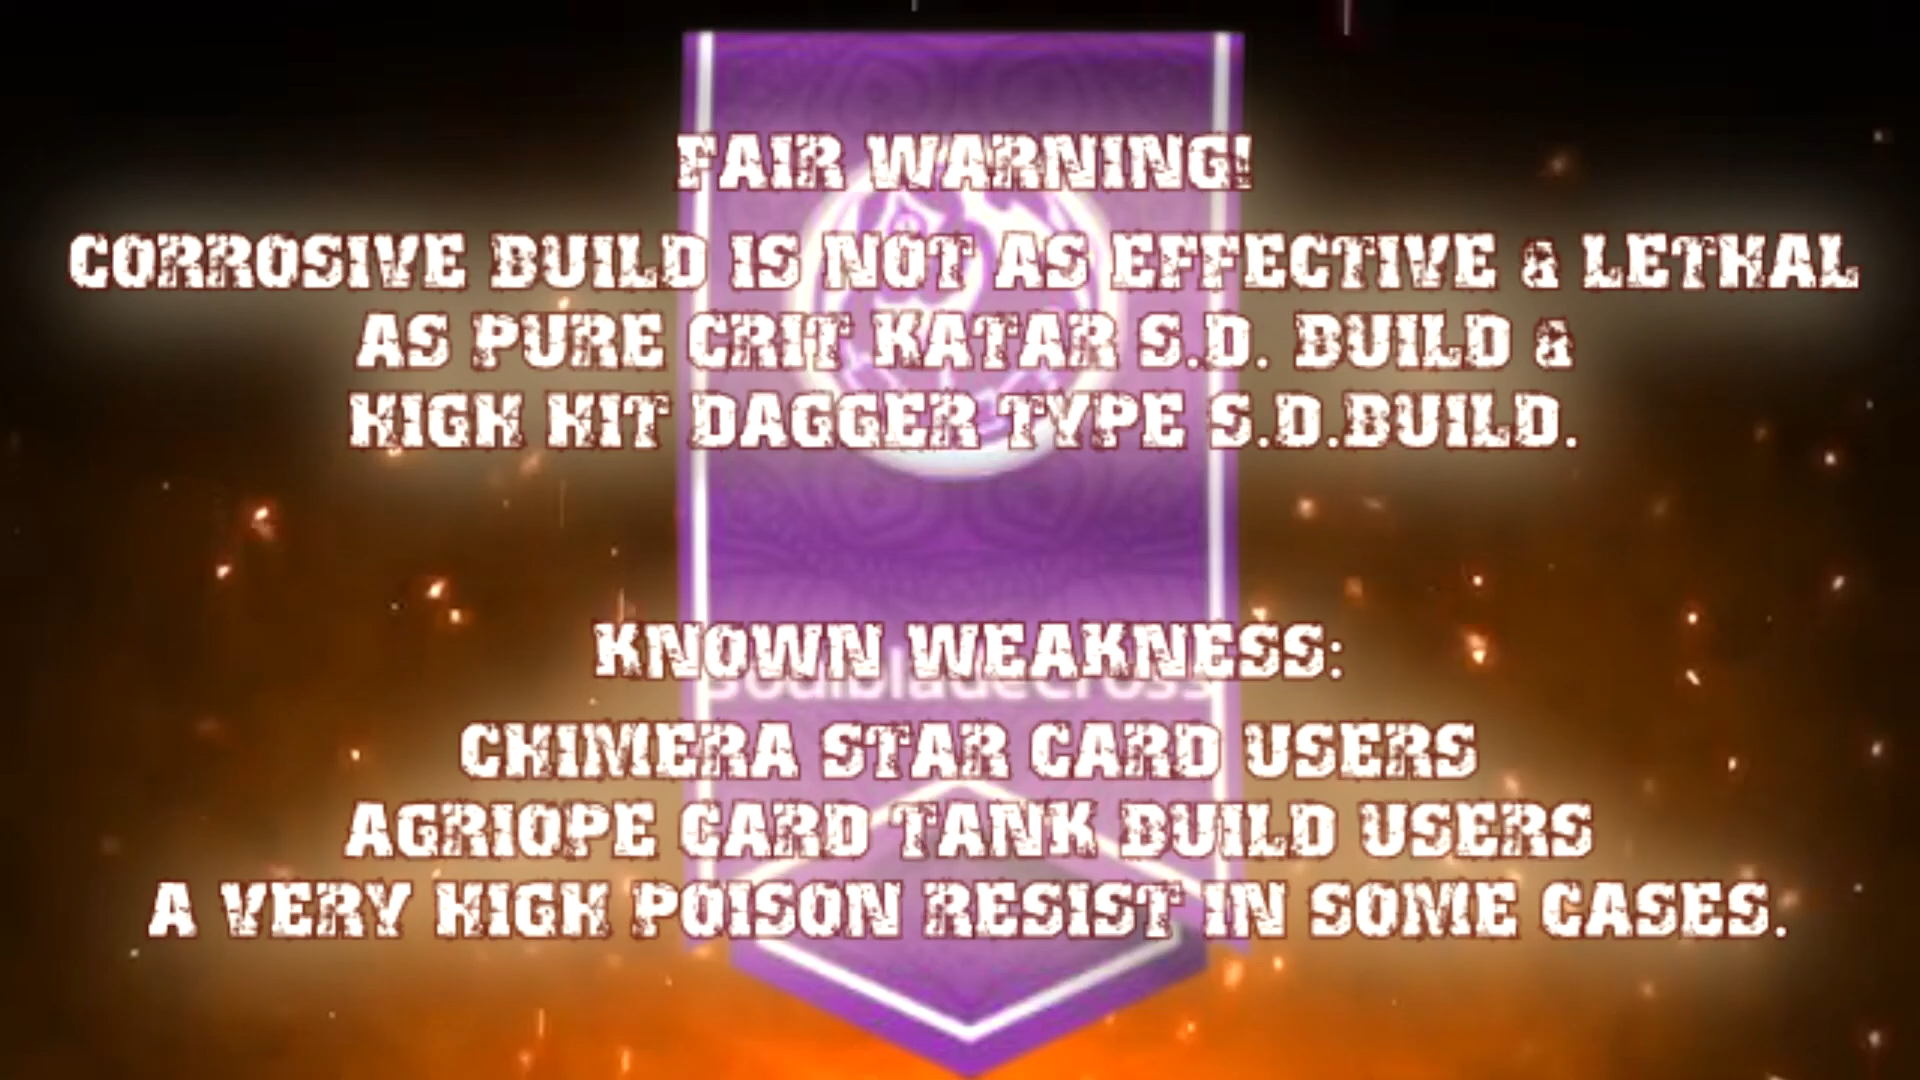 FAIR WARNING!
CORROSIVE BUILD IS NOT AS EFFECTIVE & LETHAL
AS PURE CRIT KATAR S.D. BUILD &
HIGH HIT DAGGER TYPE S.D.BUILD.
KNOWN WEAKNESS:
soulbladecross
CHIMERA STAR CARD USERS
AGRIOPE CARD TANK BUILD USERS
A VERY HIGH POISON RESIST IN SOME CASES.